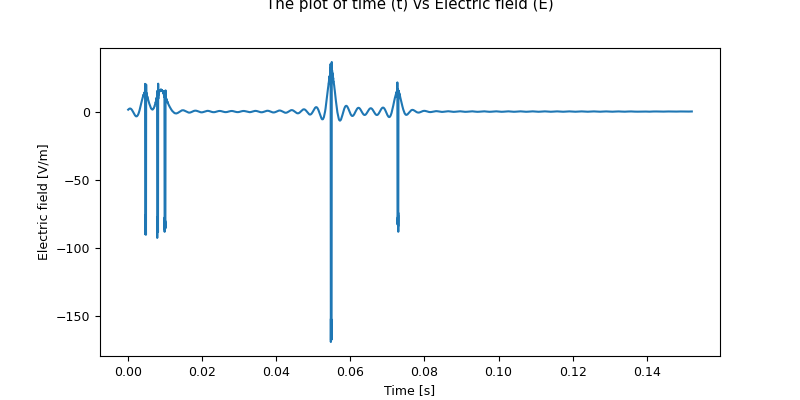 The plot of time (t) vs Electric field (E)
Electric field [V/m]
0
−50
−100
−150
0.00 0.02 0.04 0.06 0.08 0.10 0.12 0.14
Time [s]